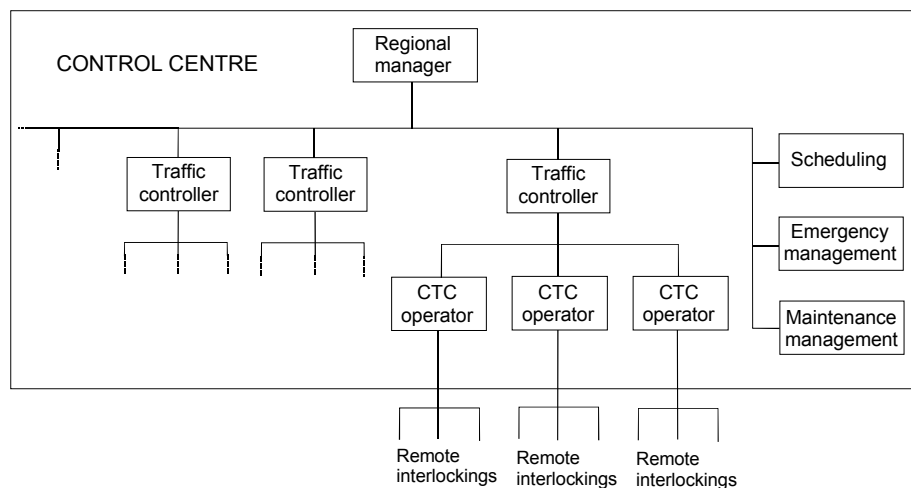 CONTROL CENTRE
Regional
manager
Traffic
controller
Traffic
controller
Traffic
controller
Scheduling
Emergency
management
Maintenance
management
CTC
operator
CTC
operator
CTC
operator
Remote
interlockings
Remote
interlockings
Remote
interlockings